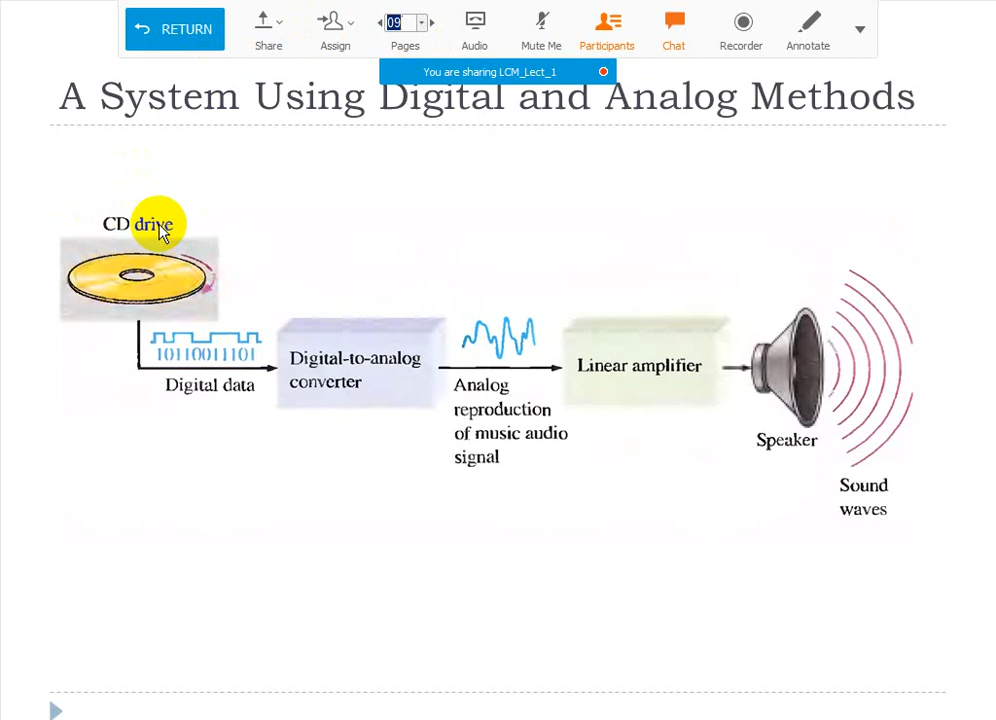 RETURN
Share
Assign
09
Pages
Audio
Mute Me
Participants
Chat
Recorder
Annotate
You are sharing LCM_Lect_1
A System Using Digital and Analog Methods
CD drive
10110011101
Digital data
Digital-to-analog
converter
Analog
reproduction
of music audio
signal
Linear amplifier
Speaker
Sound
waves